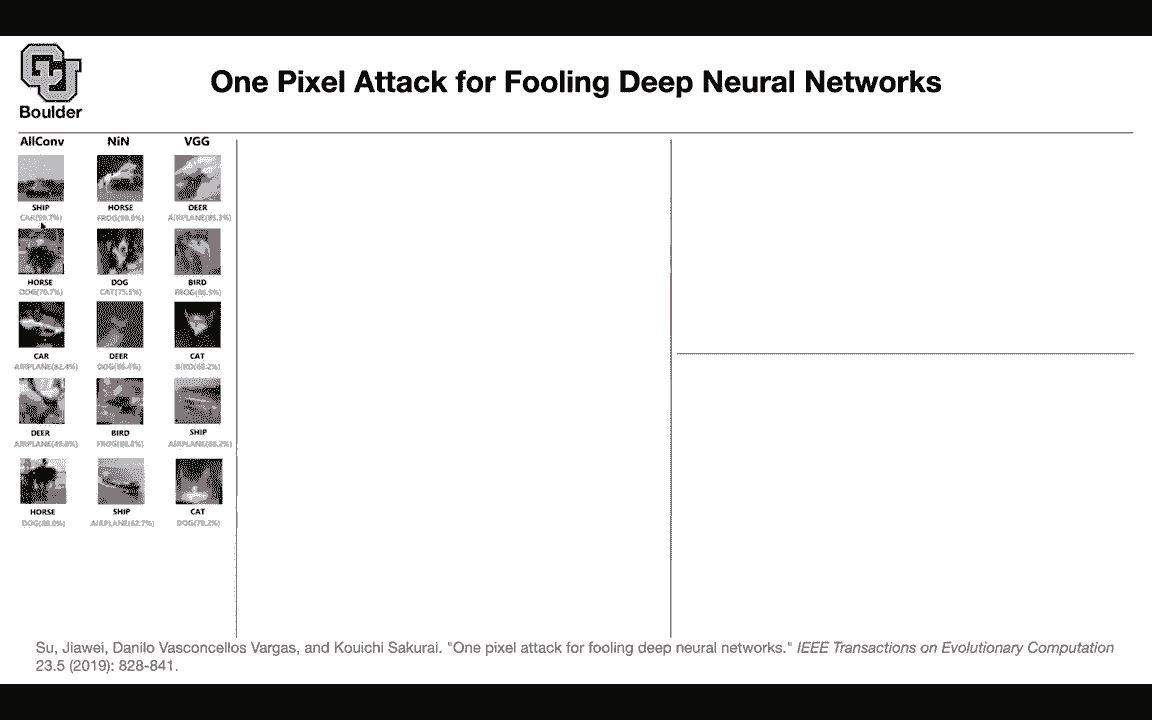 CU
Boulder
One Pixel Attack for Fooling Deep Neural Networks
AllConv NiN VGG
SHIP HORSE DEER
CAR(99.7%) FROG(99.9%) AIRPLANE(85.3%)
HORSE DOG BIRD
DOG(70.7%) CAT(75.5%) FROG(86.5%)
CAR DEER CAT
AIRPLANE(82.4%) DOG(86.4%) BIRD(66.2%)
DEER BIRD SHIP
AIRPLANE(49.8%) FROG(88.8%) AIRPLANE(88.2%)
HORSE SHIP CAT
DOG(88.0%) AIRPLANE(62.7%) DOG(78.2%)
Su, Jiawei, Danilo Vasconcellos Vargas, and Kouichi Sakurai. "One pixel attack for fooling deep neural networks." IEEE Transactions on Evolutionary Computation
23.5 (2019): 828-841.